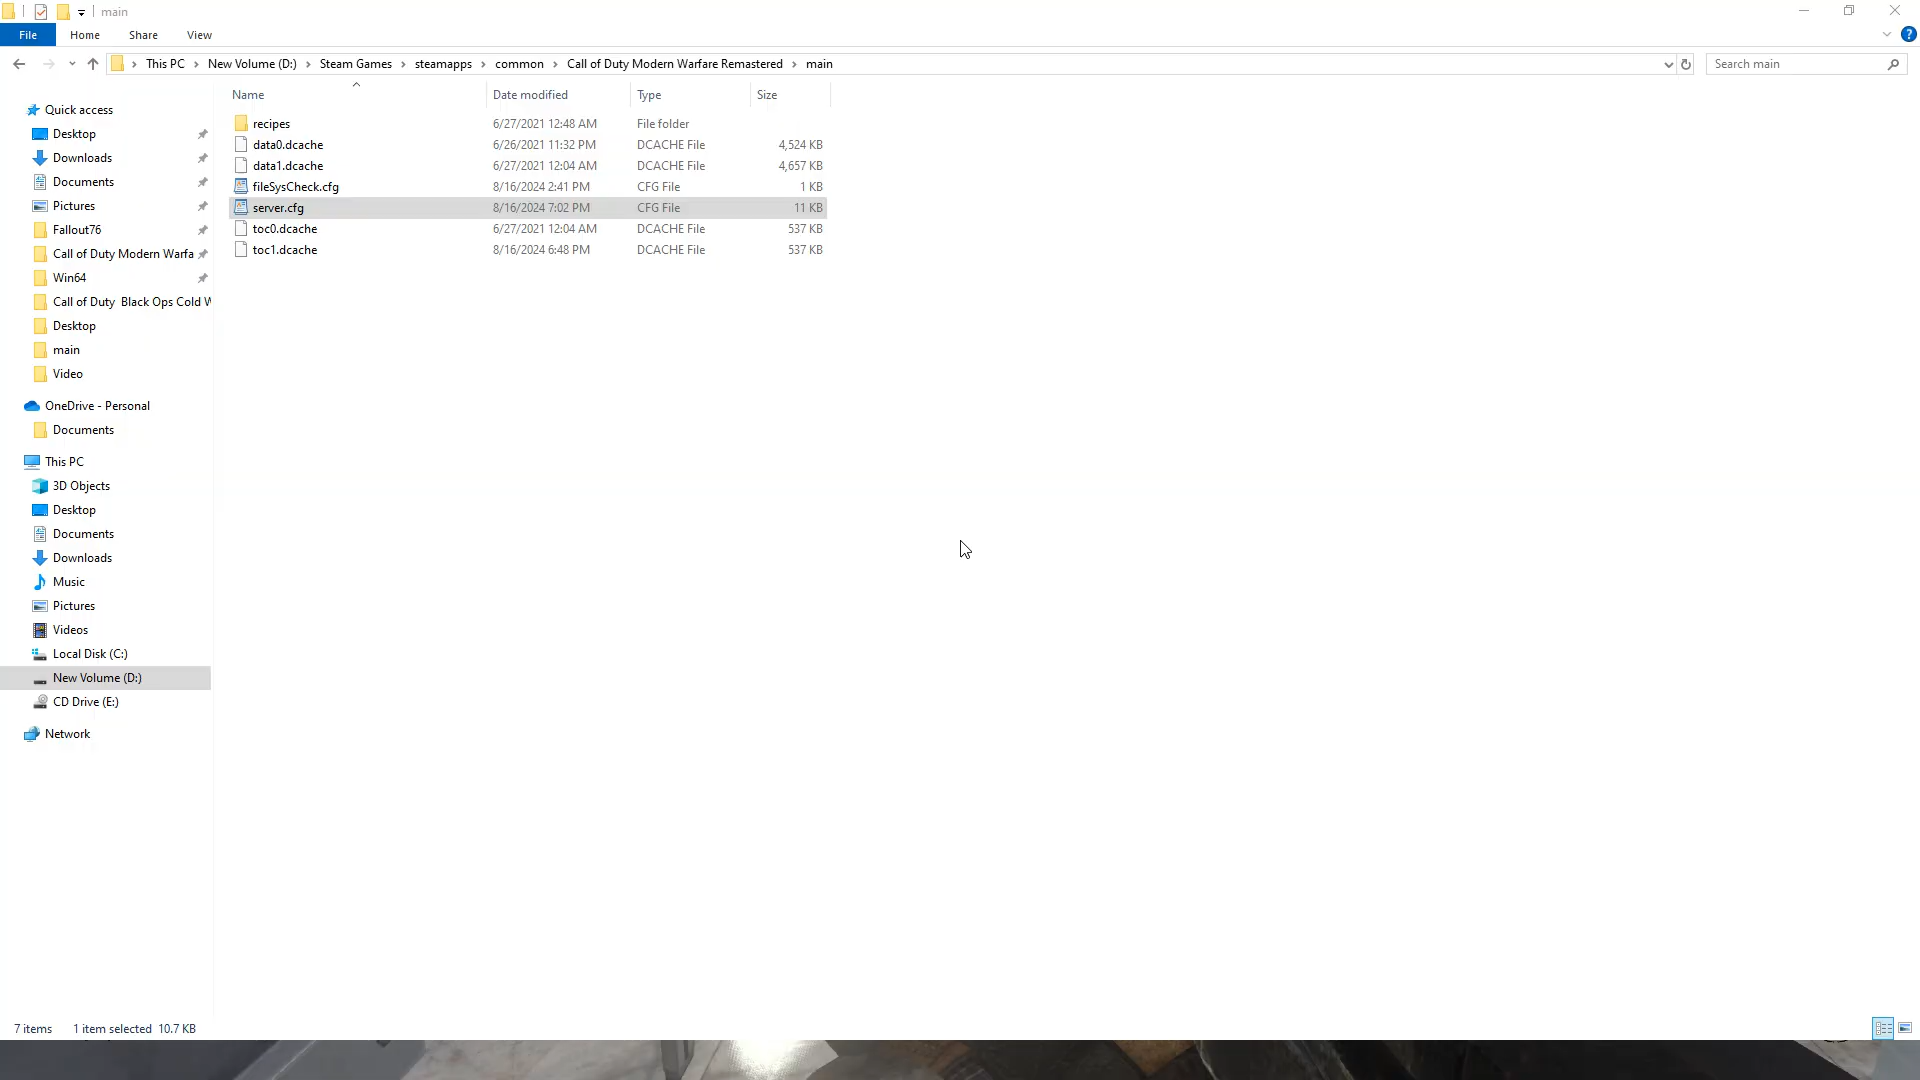 main
File Home Share View
This PC New Volume (D:) Steam Games steamapps common Call of Duty Modern Warfare Remastered main Search main
Name Date modified Type Size
recipes 6/27/2021 12:48 AM File folder
data0.dcache 6/26/2021 11:32 PM DCACHE File 4,524 KB
data1.dcache 6/27/2021 12:04 AM DCACHE File 4,657 KB
fileSysCheck.cfg 8/16/2024 2:41 PM CFG File 1 KB
server.cfg 8/16/2024 7:02 PM CFG File 11 KB
toc0.dcache 6/27/2021 12:04 AM DCACHE File 537 KB
toc1.dcache 8/16/2024 6:48 PM DCACHE File 537 KB
Quick access
Desktop
Downloads
Documents
Pictures
Fallout76
Call of Duty Modern Warfa
Win64
Call of Duty Black Ops Cold W
Desktop
main
Video
OneDrive - Personal
Documents
This PC
3D Objects
Desktop
Documents
Downloads
Music
Pictures
Videos
Local Disk (C:)
New Volume (D:)
CD Drive (E:)
Network
7 items 1 item selected 10.7 KB